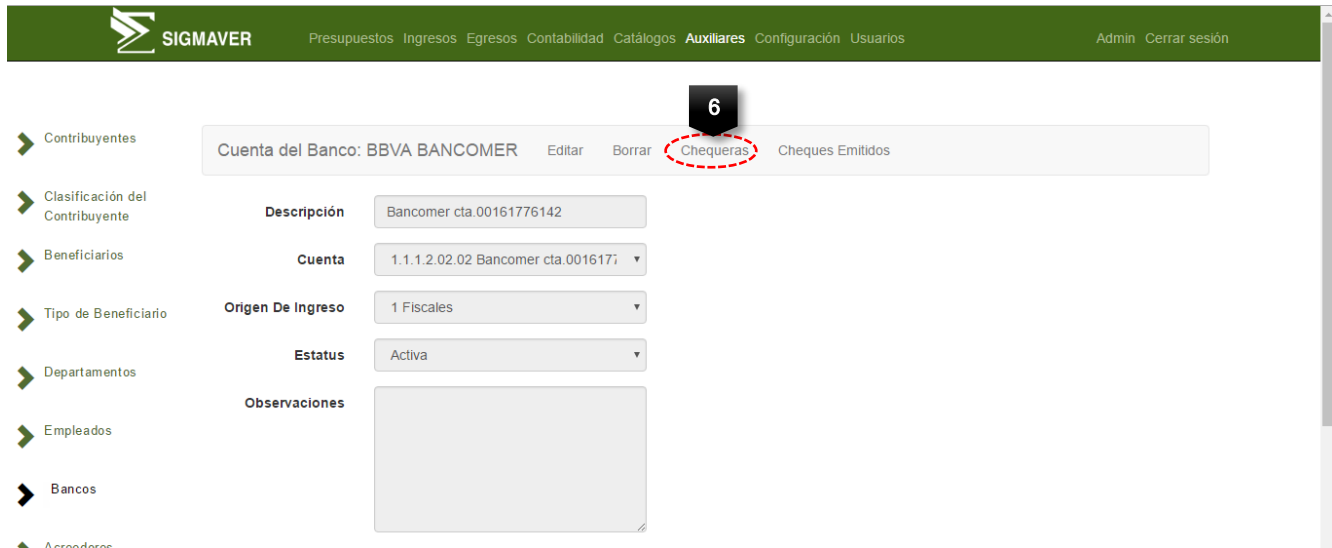 SIGMAVER
Presupuestos Ingresos Egresos Contabilidad Catálogos Auxiliares Configuración Usuarios
Admin Cerrar sesión
6
Contribuyentes
Clasificación del
Contribuyente
Beneficiarios
Tipo de Beneficiario
Departamentos
Empleados
Bancos
Acreedores
Cuenta del Banco: BBVA BANCOMER Editar Borrar Chequeras Cheques Emitidos
Descripción Bancomer cta.00161776142
Cuenta 1.1.1.2.02.02 Bancomer cta.0016177
Origen De Ingreso 1 Fiscales
Estatus Activa
Observaciones